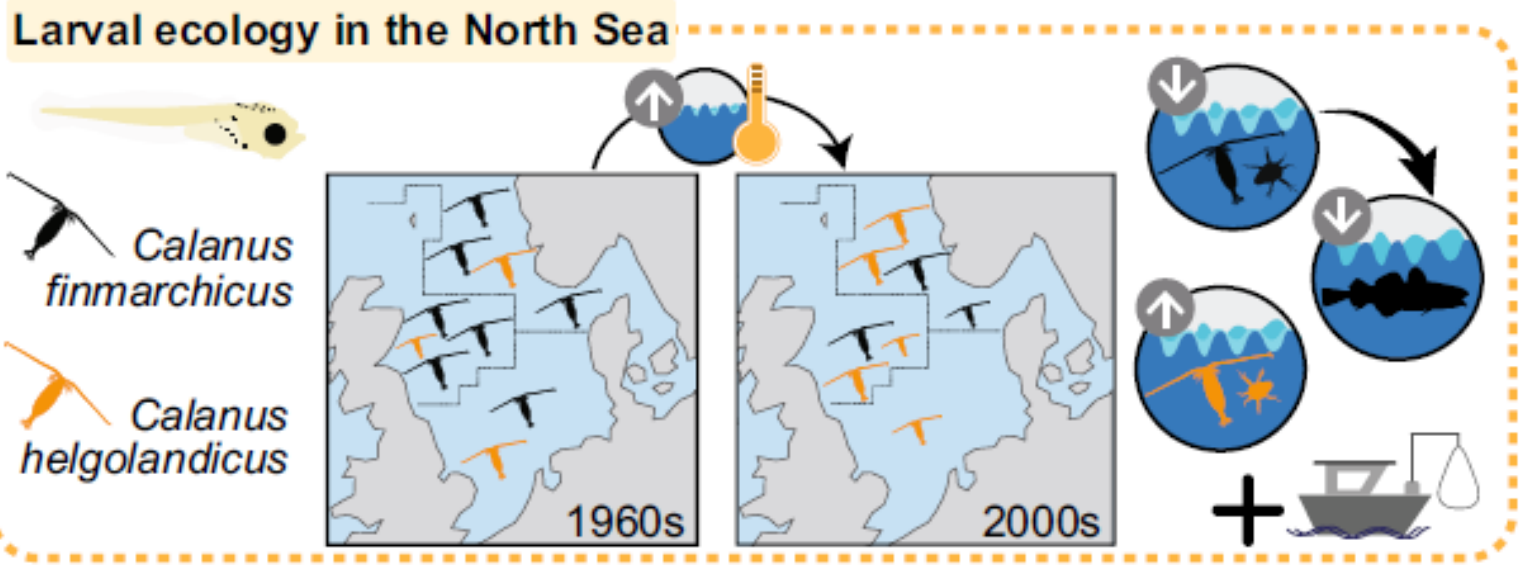 Larval ecology in the North Sea
Calanus
finmarchicus
Calanus
helgolandicus
1960s
2000s